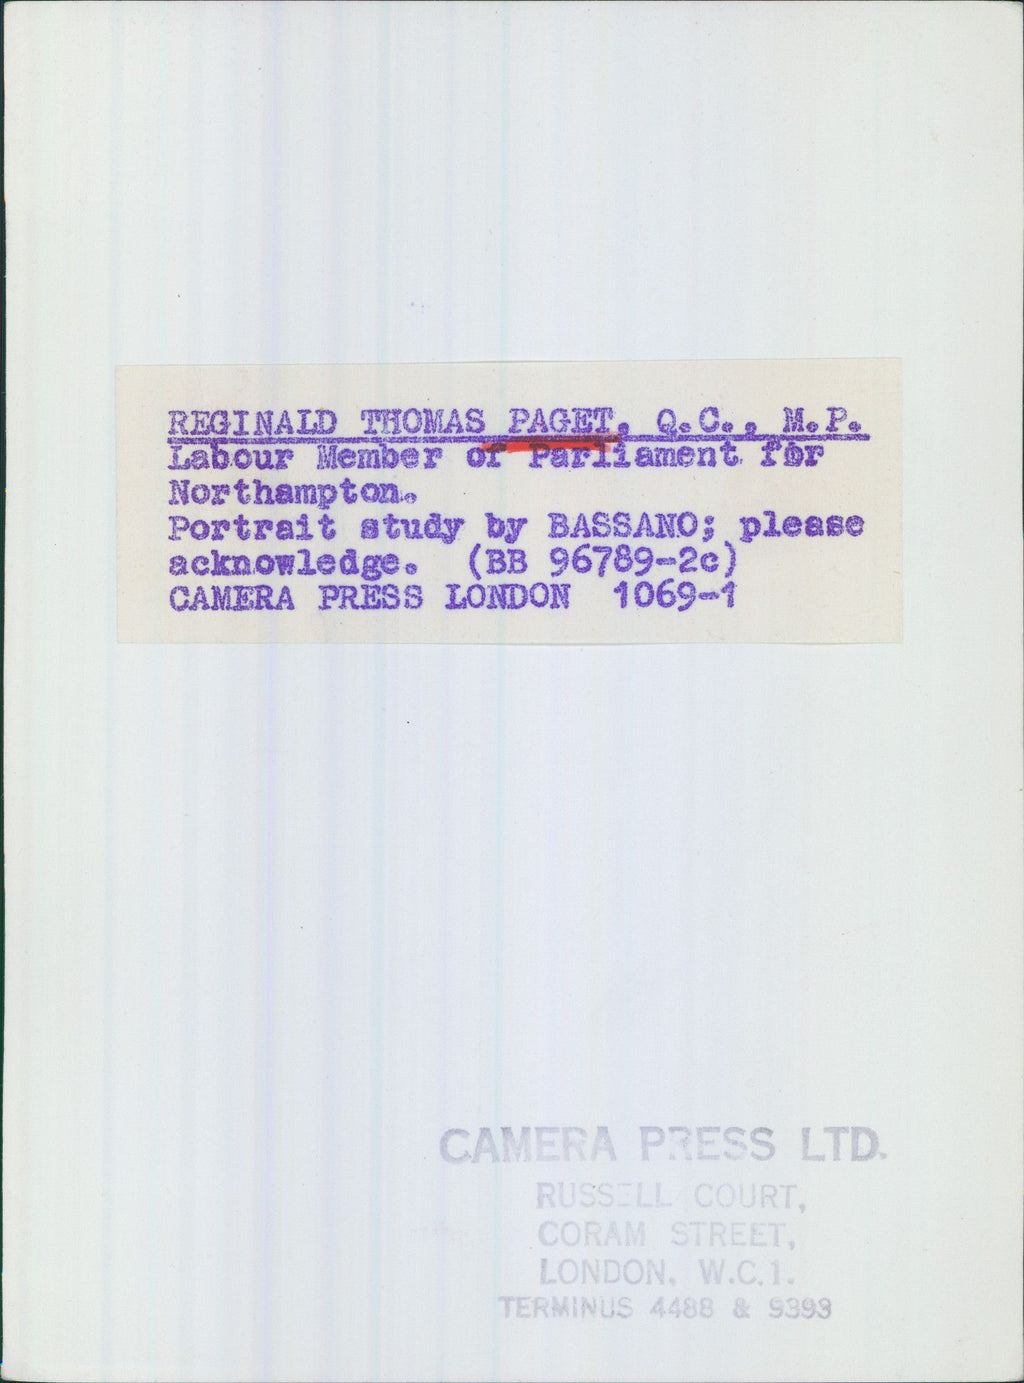 REGINALD THOMAS PAGET, Q.C., M.P.
Labour Member of Parliament for
Northampton.
Portrait study by BASSANO; please
acknowledge. (BB 96789-2c)
CAMERA PRESS LONDON 1069-1
CAMERA PRESS LTD.
RUSSELL COURT,
CORAM STREET,
LONDON. W.C.1.
TERMINUS 4488 & 9393